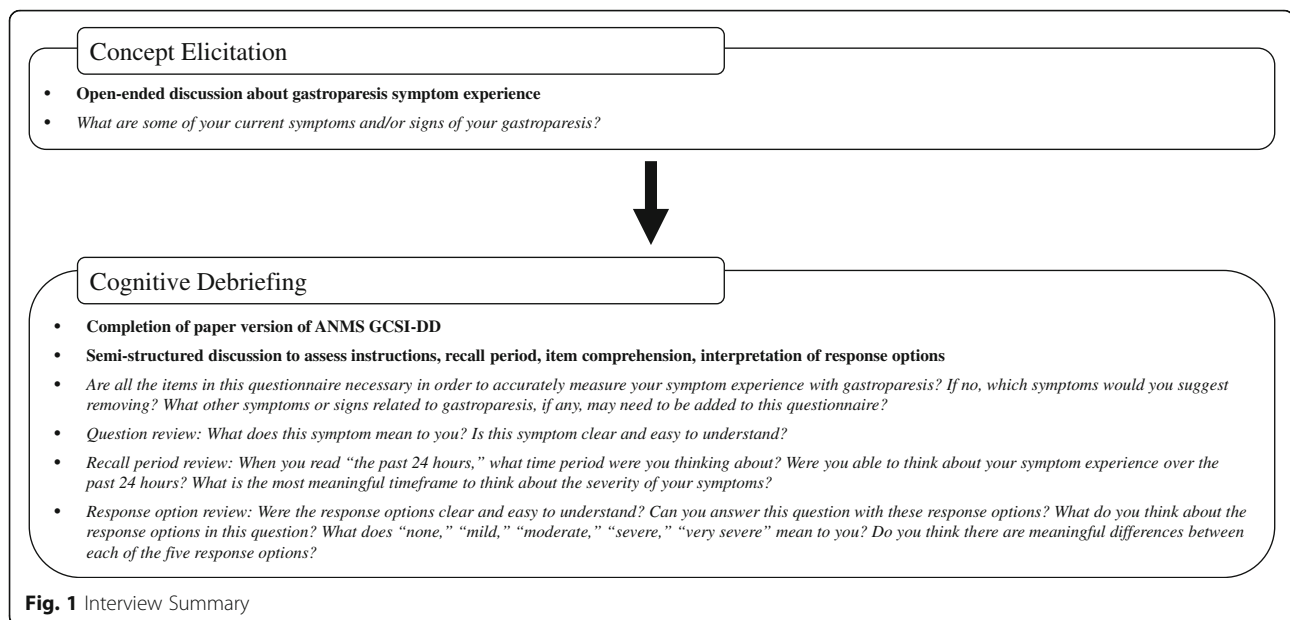 Concept Elicitation
• Open-ended discussion about gastroparesis symptom experience
• What are some of your current symptoms and/or signs of your gastroparesis?
Cognitive Debriefing
• Completion of paper version of ANMS GCSI-DD
• Semi-structured discussion to assess instructions, recall period, item comprehension, interpretation of response options
• Are all the items in this questionnaire necessary in order to accurately measure your symptom experience with gastroparesis? If no, which symptoms would you suggest
removing? What other symptoms or signs related to gastroparesis, if any, may need to be added to this questionnaire?
• Question review: What does this symptom mean to you? Is this symptom clear and easy to understand?
• Recall period review: When you read “the past 24 hours,” what time period were you thinking about? Were you able to think about your symptom experience over the
past 24 hours? What is the most meaningful timeframe to think about the severity of your symptoms?
• Response option review: Were the response options clear and easy to understand? Can you answer this question with these response options? What do you think about the
response options in this question? What does “none,” “mild,” “moderate,” “severe,” “very severe” mean to you? Do you think there are meaningful differences between
each of the five response options?
Fig. 1 Interview Summary